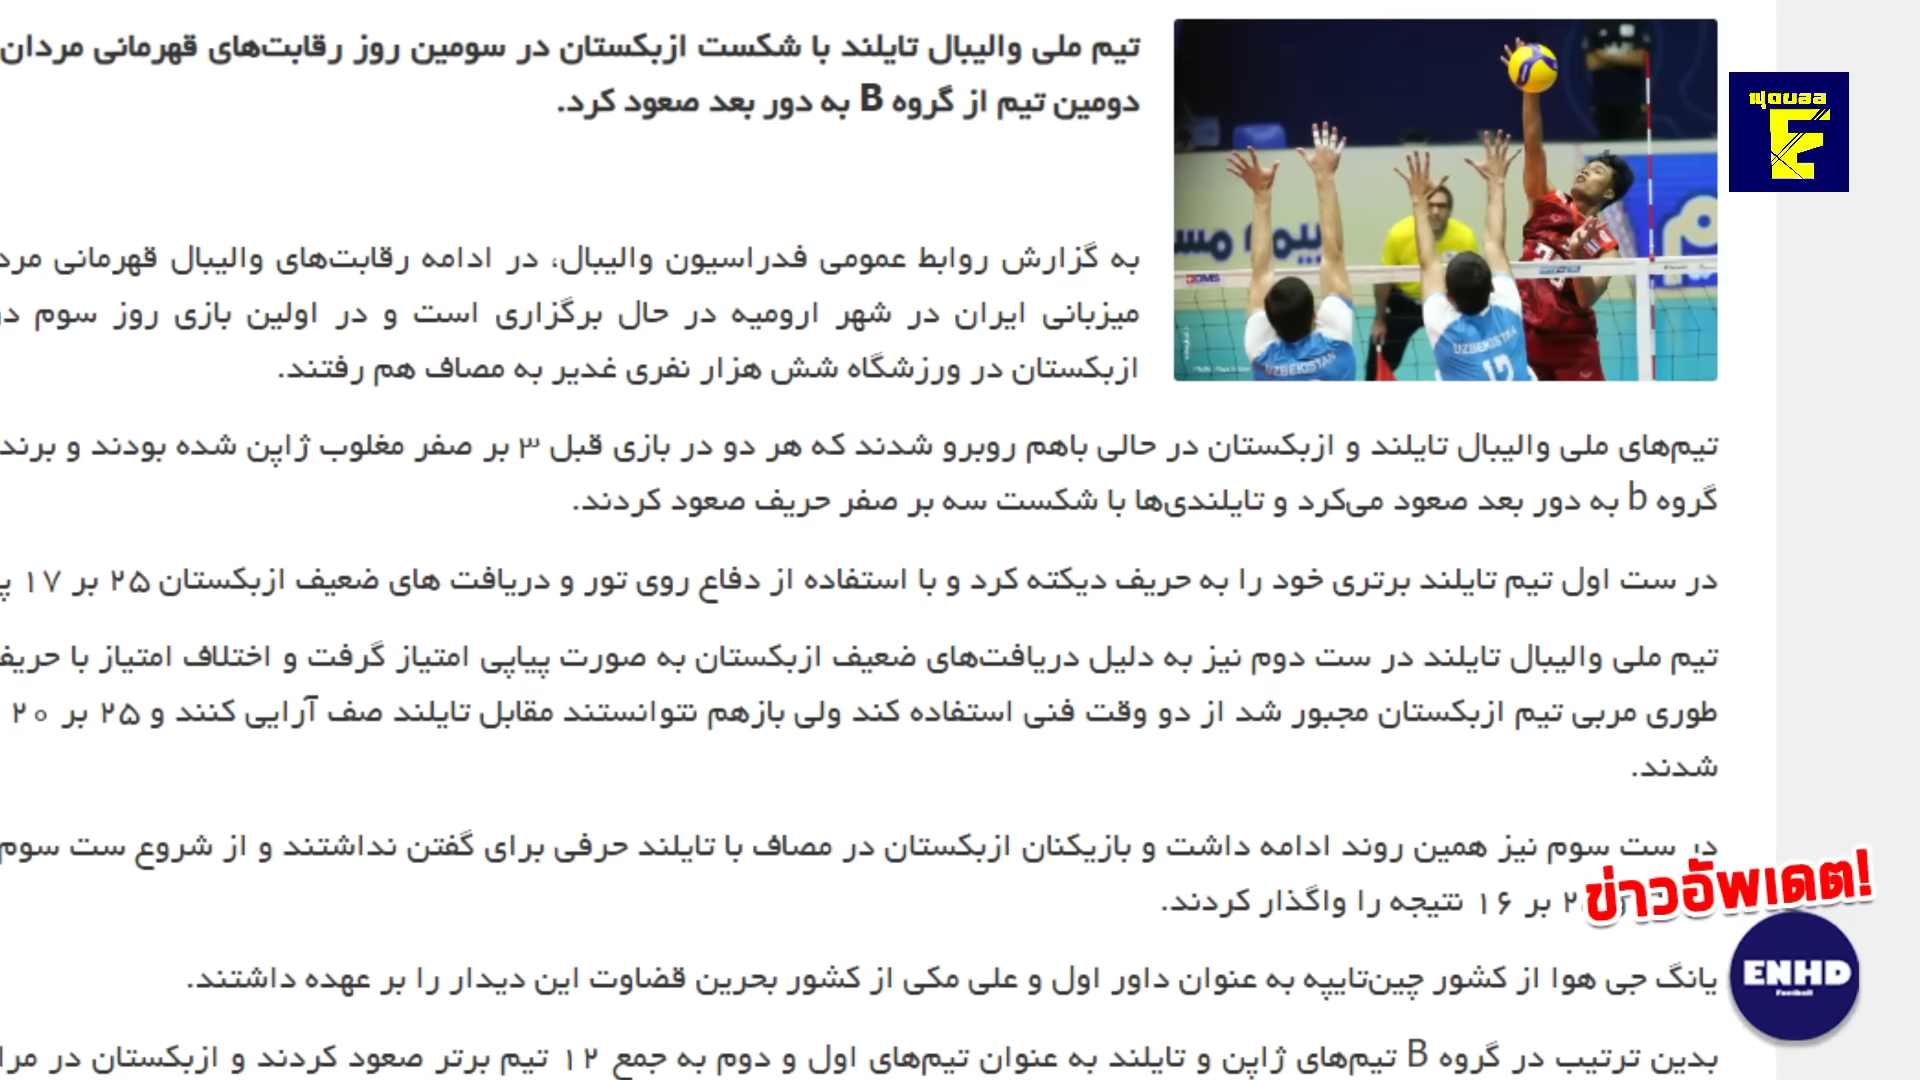 تیم ملی والیبال تایلند با شکست ازبکستان در سومین روز رقابت‌های قهرمانی مردان
دومین تیم از گروه B به دور بعد صعود کرد.
ฟุตบอล
به گزارش روابط عمومی فدراسیون والیبال، در ادامه رقابت‌های والیبال قهرمانی
میزبانی ایران در شهر ارومیه در حال برگزاری است و در اولین بازی روز سوم
ازبکستان در ورزشگاه شش هزار نفری غدیر به مصاف هم رفتند.
UZBEKISTAN
UZBEKISTAN
12
تیم‌های ملی والیبال تایلند و ازبکستان در حالی باهم روبرو شدند که هر دو در بازی قبل ۳ بر صفر مغلوب ژاپن شده بودند و
گروه b به دور بعد صعود می‌کرد و تایلندی‌ها با شکست سه بر صفر حریف صعود کردند.
در ست اول تیم تایلند برتری خود را به حریف دیکته کرد و با استفاده از دفاع روی تور و دریافت های ضعیف ازبکستان ۲۵ بر ۱۷
تیم ملی والیبال تایلند در ست دوم نیز به دلیل دریافت‌های ضعیف ازبکستان به صورت پیاپی امتیاز گرفت و اختلاف امتیاز با
طوری مربی تیم ازبکستان مجبور شد از دو وقت فنی استفاده کند ولی بازهم نتوانستند مقابل تایلند صف آرایی کنند و ۲۵ بر ۲۰
شدند.
در ست سوم نیز همین روند ادامه داشت و بازیکنان ازبکستان در مصاف با تایلند حرفی برای گفتن نداشتند و از شروع ست سوم
بر ۱۶ نتیجه را واگذار کردند.
ข่าวอัพเดต!
یانگ جی هوا از کشور چین‌تایپه به عنوان داور اول و علی مکی از کشور بحرین قضاوت این دیدار را بر عهده داشتند.
ENHD
Football
بدین ترتیب در گروه B تیم‌های ژاپن و تایلند به عنوان تیم‌های اول و دوم به جمع ۱۲ تیم برتر صعود کردند و ازبکستان در